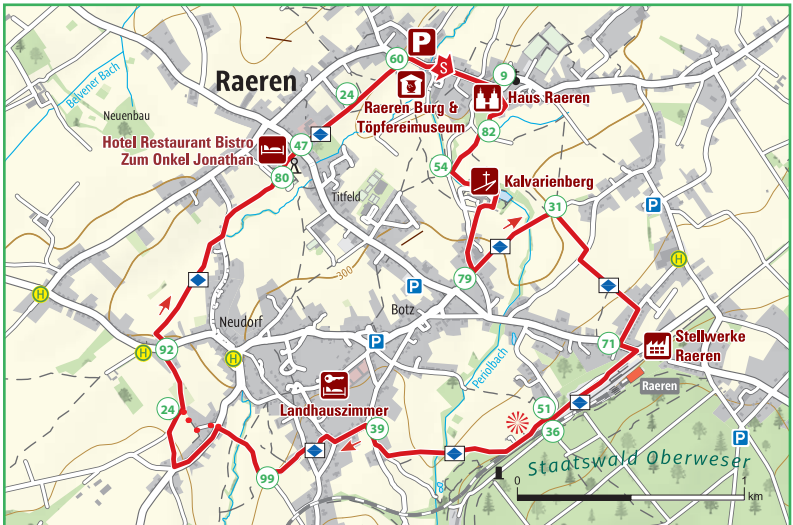 P
60
S
9
Raeren
24
Raeren Burg &
Töpfereimuseum
Haus Raeren
Belvener Bach
Neuenbau
Hotel Restaurant Bistro
Zum Onkel Jonathan
47
82
80
54
Kalvarienberg
Titfeld
31
P
300
79
H
P
H
Botz
Neudorf
92
H
H
P
71
Stellwerke
Raeren
Periolbach
Raeren
Landhauszimmer
24
51
39
36
P
99
Staatswald Oberweser
0
1
km